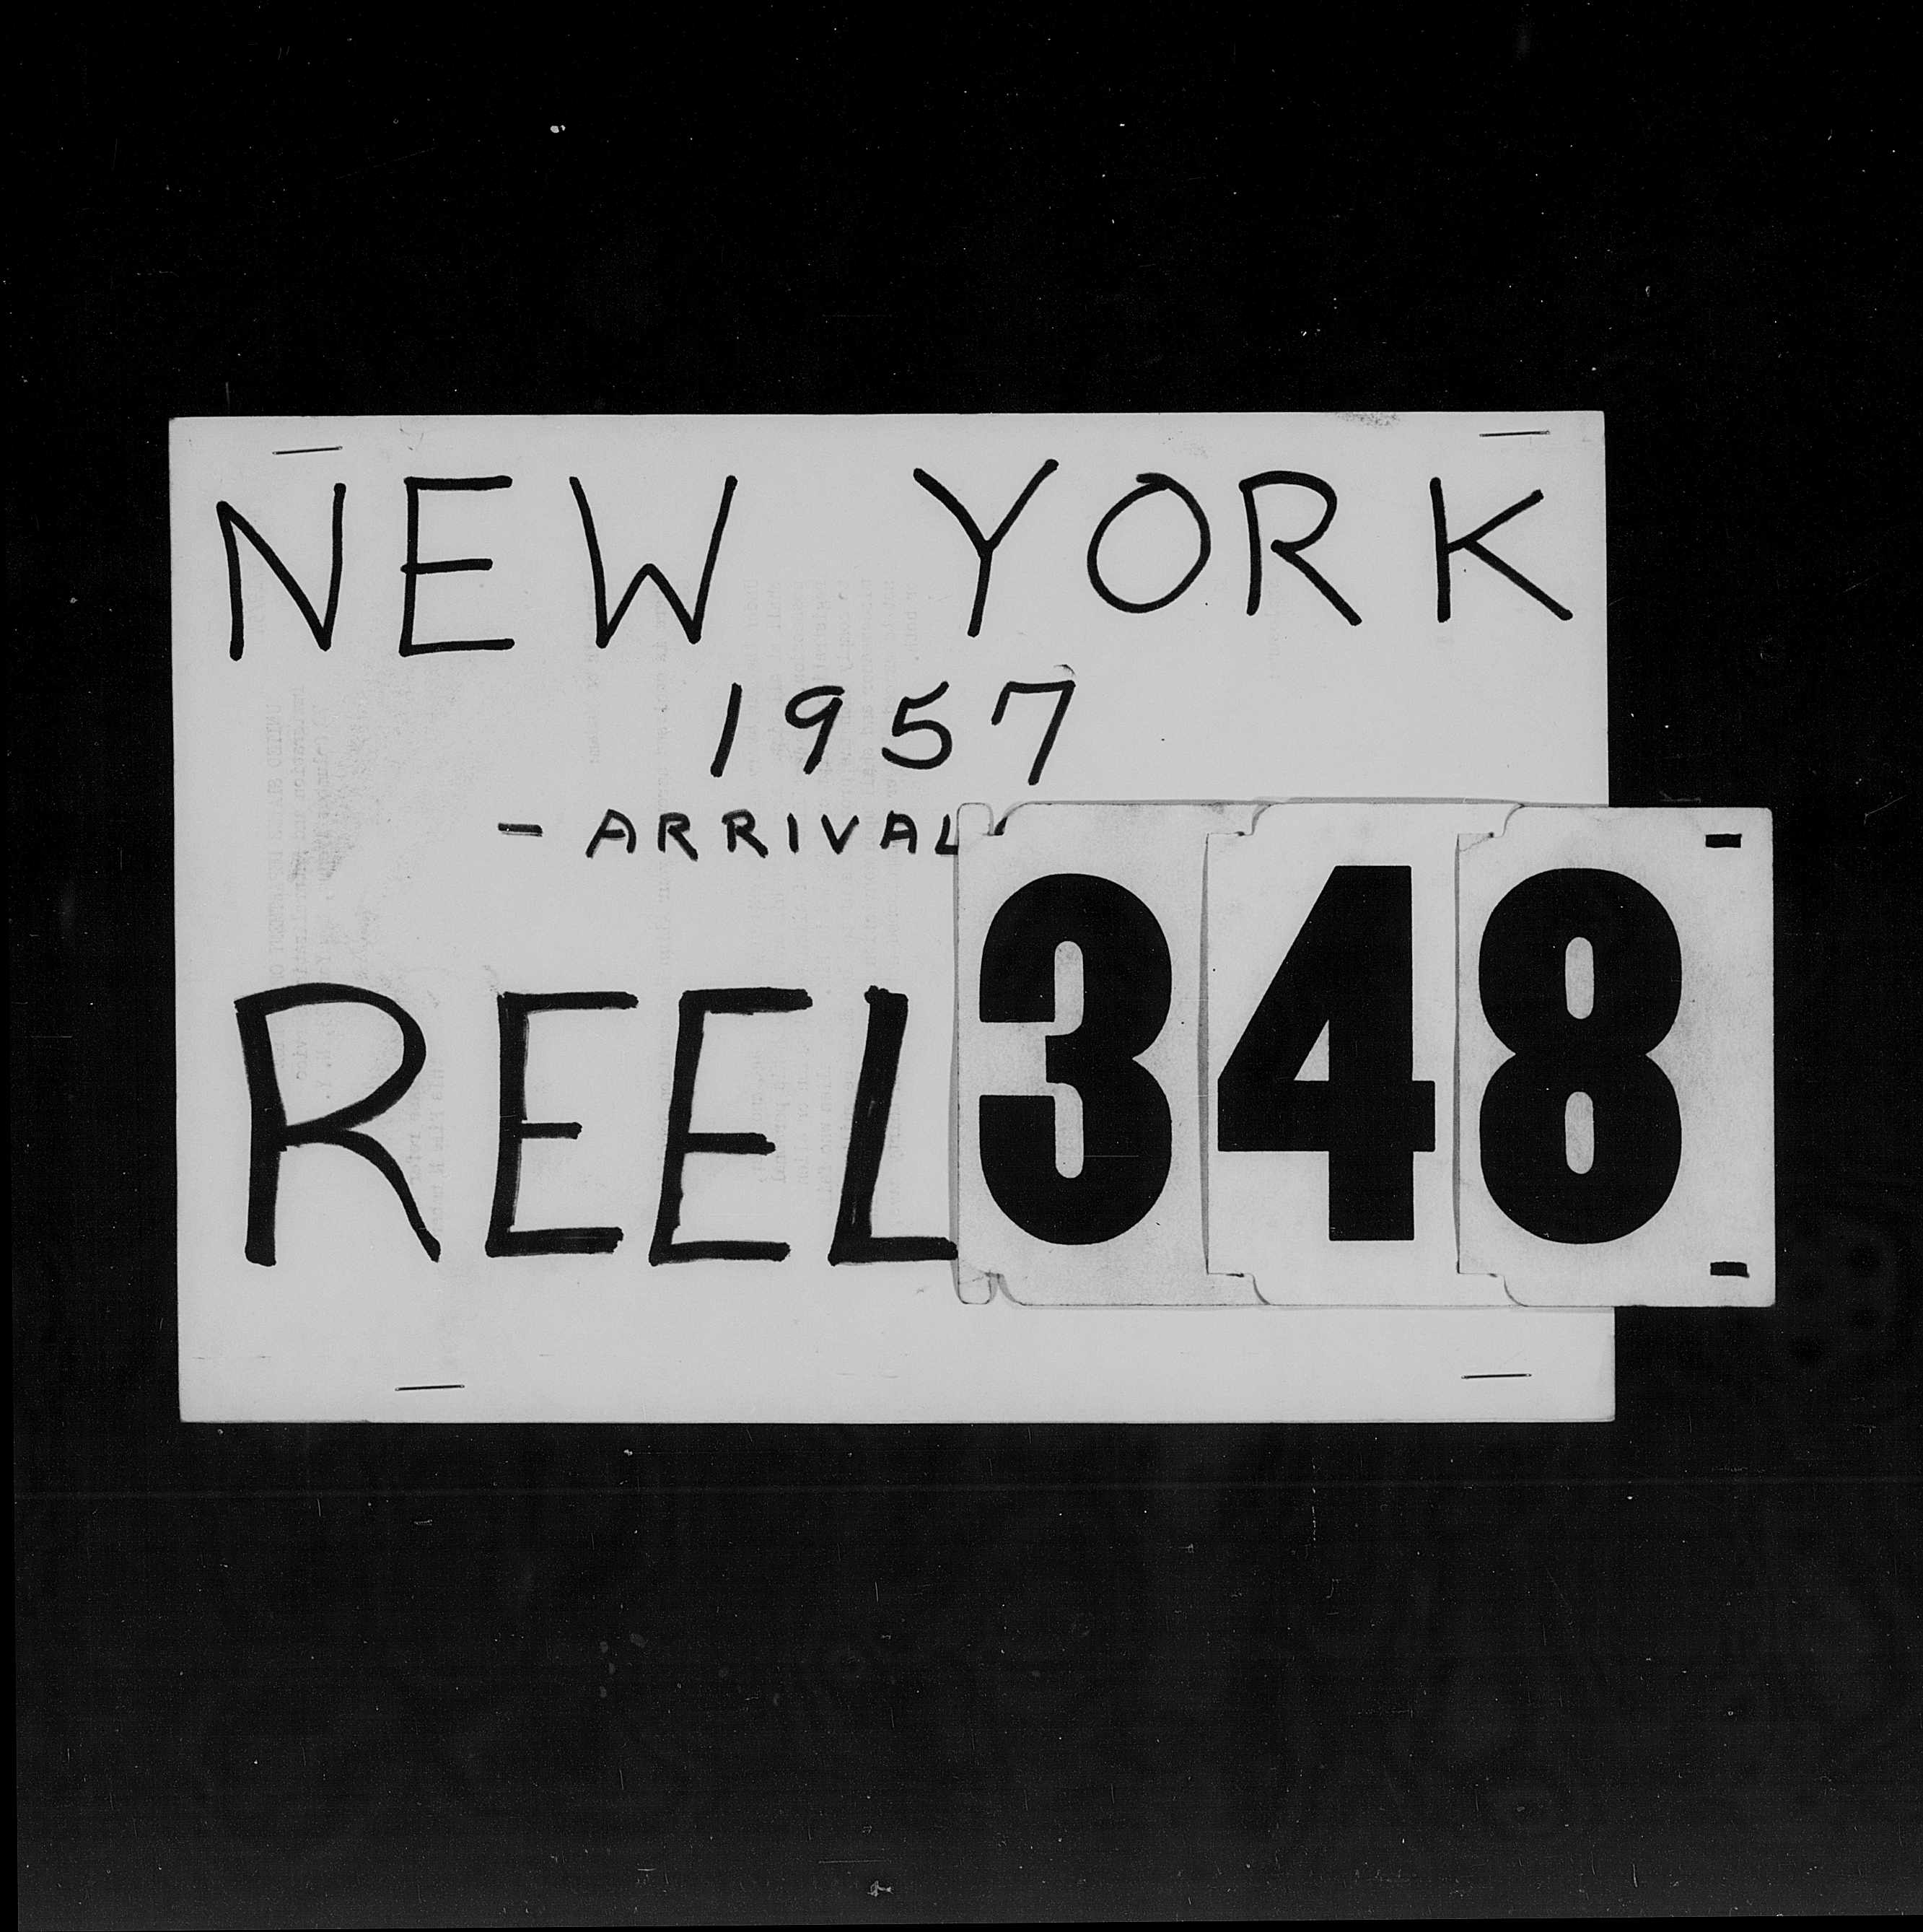 NEW YORK
1957
- ARRIVAL
REEL 348